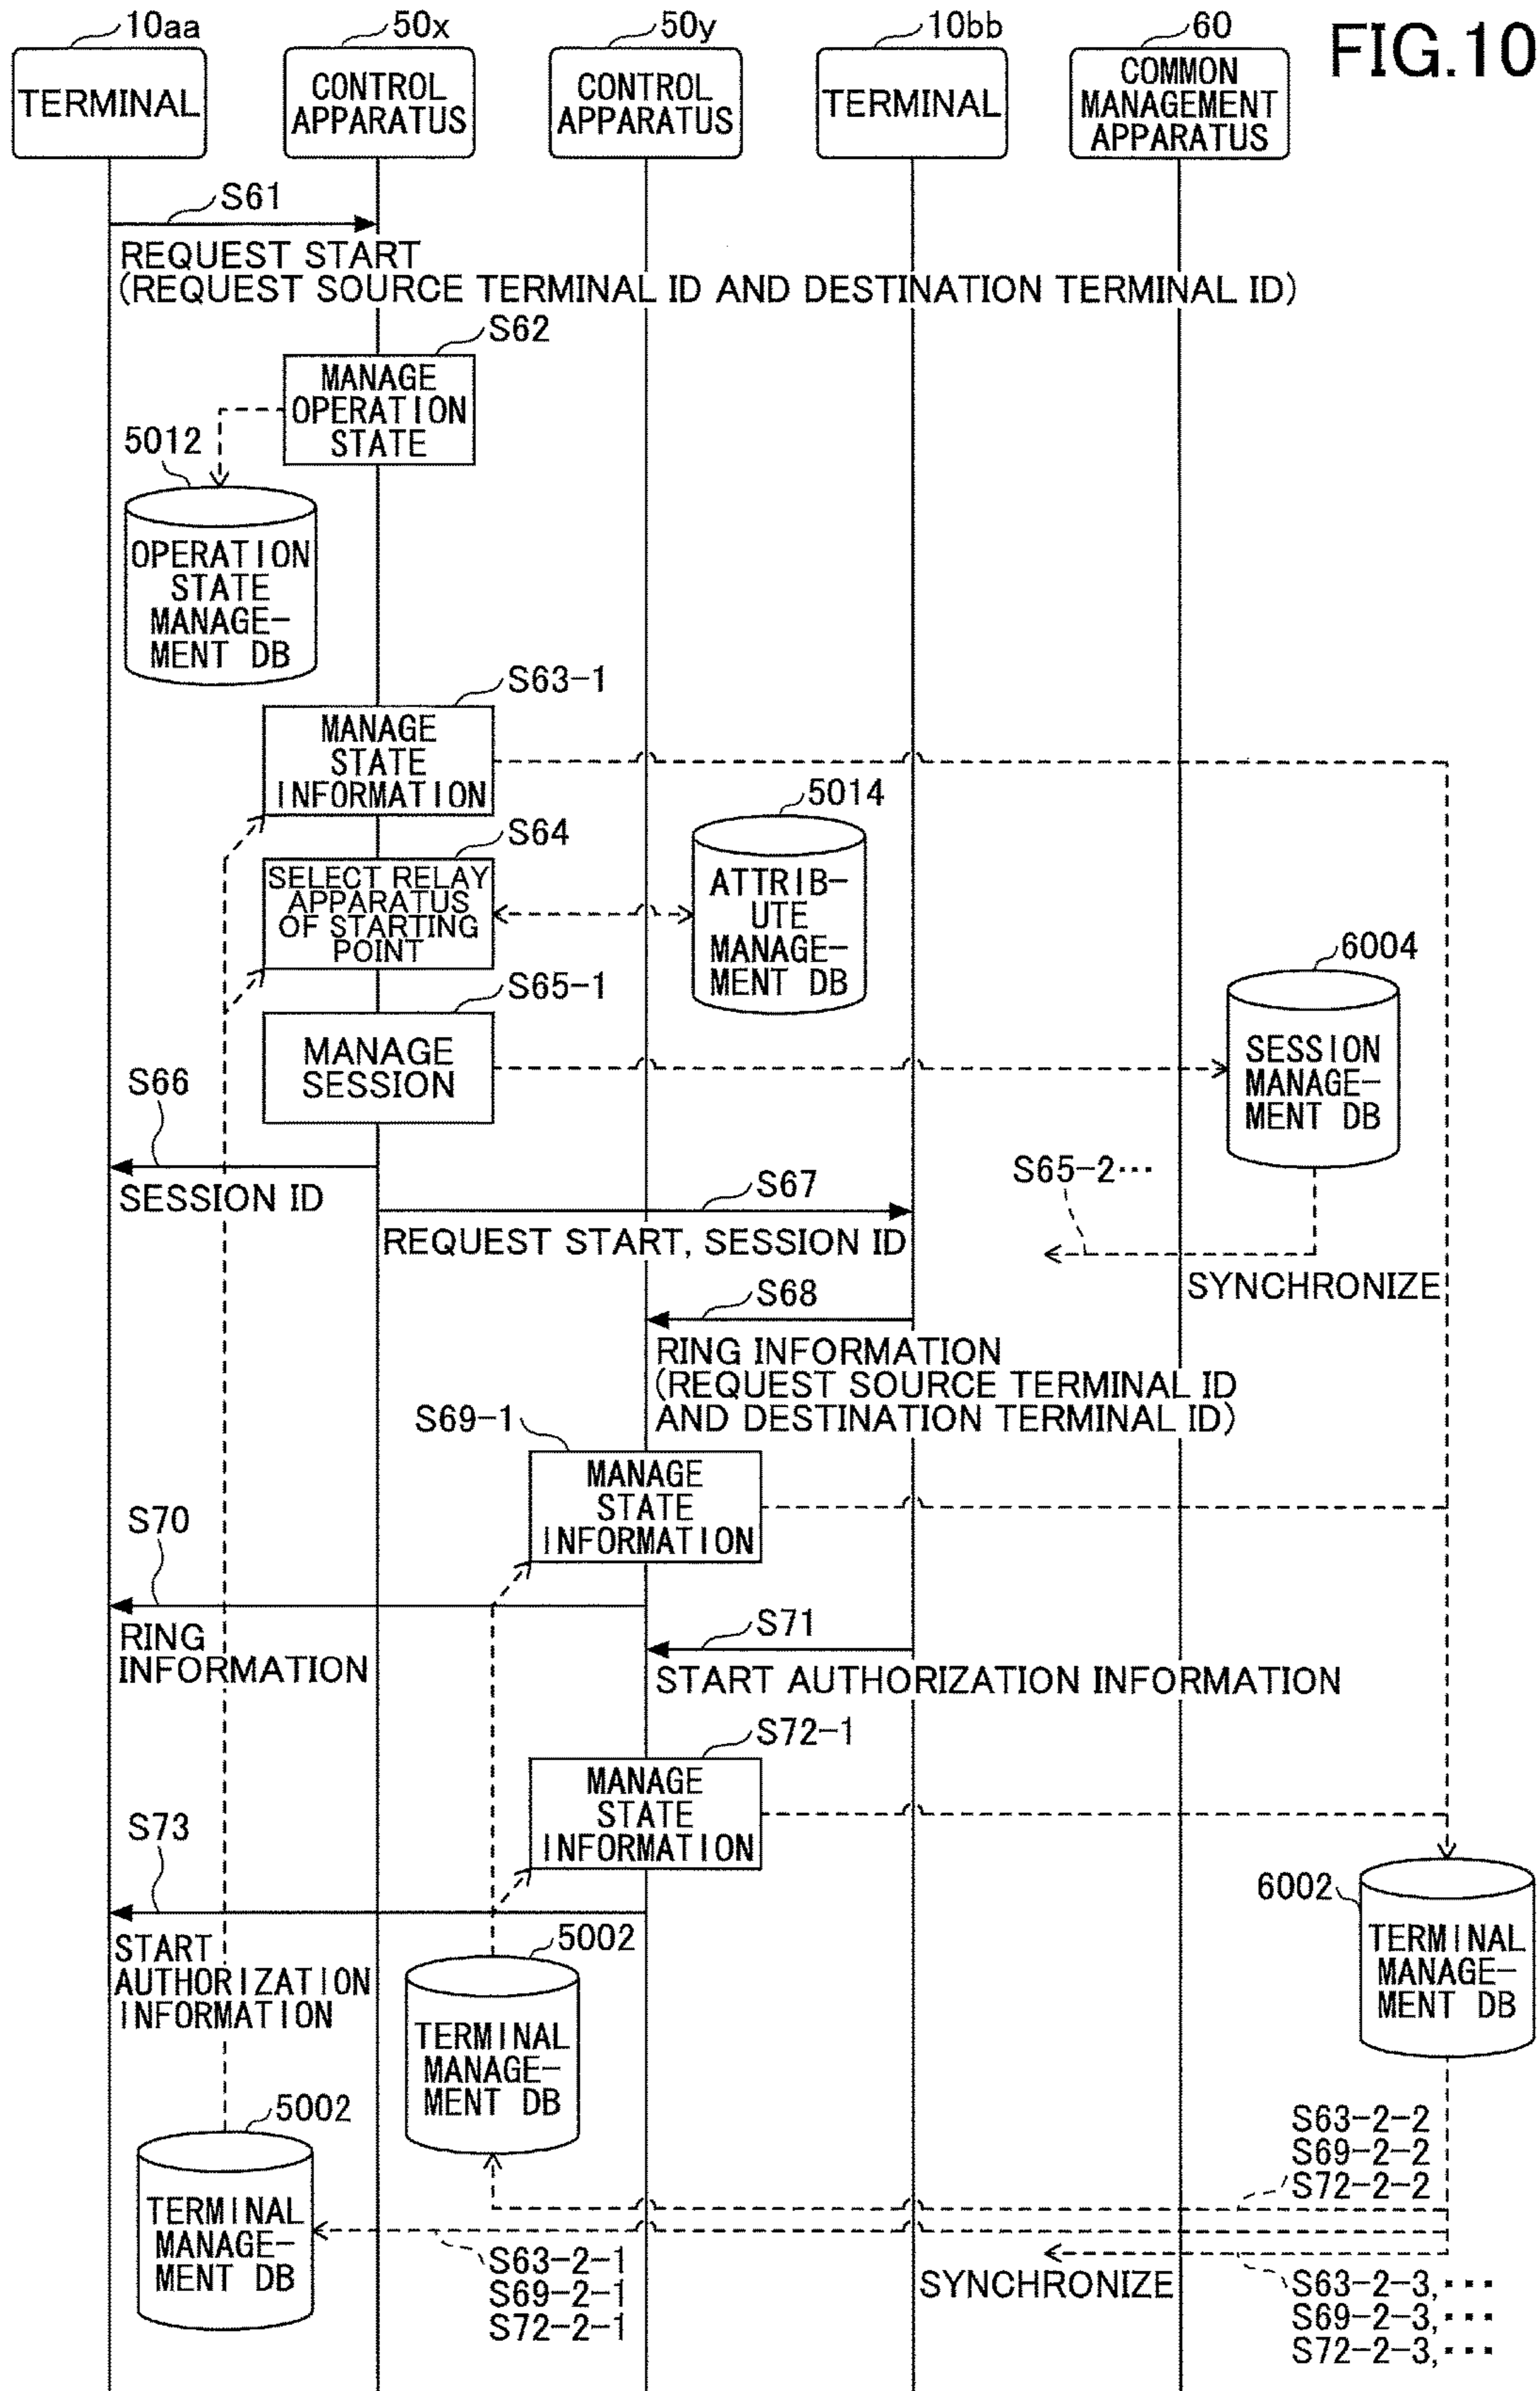 FIG.10
10aa
50x
50y
10bb
60
TERMINAL
CONTROL
APPARATUS
CONTROL
APPARATUS
TERMINAL
COMMON
MANAGEMENT
APPARATUS
S61
REQUEST START
(REQUEST SOURCE TERMINAL ID AND DESTINATION TERMINAL ID)
S62
MANAGE
OPERATION
STATE
5012
OPERATION
STATE
MANAGE-
MENT DB
S63-1
MANAGE
STATE
INFORMATION
5014
ATTRIB-
UTE
MANAGE-
MENT DB
S64
SELECT RELAY
APPARATUS
OF STARTING
POINT
6004
SESSION
MANAGE-
MENT DB
S65-1
MANAGE
SESSION
S66
SESSION ID
S65-2⋯
S67
REQUEST START, SESSION ID
SYNCHRONIZE
S68
RING INFORMATION
(REQUEST SOURCE TERMINAL ID
AND DESTINATION TERMINAL ID)
S69-1
MANAGE
STATE
INFORMATION
S70
RING
INFORMATION
S71
START AUTHORIZATION INFORMATION
S72-1
MANAGE
STATE
INFORMATION
S73
START
AUTHORIZATION
INFORMATION
6002
TERMINAL
MANAGE-
MENT DB
5002
TERMINAL
MANAGE-
MENT DB
5002
TERMINAL
MANAGE-
MENT DB
S63-2-2
S69-2-2
S72-2-2
S63-2-1
S69-2-1
S72-2-1
SYNCHRONIZE
S63-2-3,⋯
S69-2-3,⋯
S72-2-3,⋯